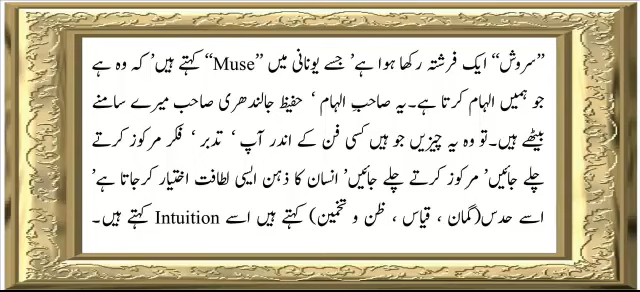 ”سروش“ ایک فرشتہ رکھا ہوا ہے’ جسے یونانی میں ”Muse“ کہتے ہیں’ کہ وہ ہے
جو ہمیں الہام کرتا ہے۔ یہ صاحبِ الہام ‘ حفیظ جالندھری صاحب میرے سامنے
بیٹھے ہیں۔ تو وہ یہ چیزیں جو ہیں کسی فن کے اندر آپ ‘ تدبر ‘ فکر مرکوز کرتے
چلے جائیں’ مرکوز کرتے چلے جائیں’ انسان کا ذہن ایسی لطافت اختیار کرجاتا ہے’
اسے حدس(گمان ، قیاس ، ظن و تخمین) کہتے ہیں اسے Intuition کہتے ہیں۔